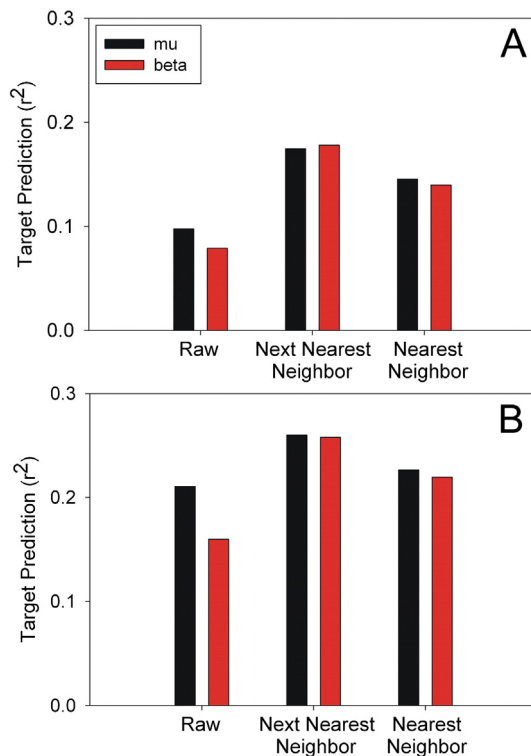 0.3
A
mu
beta
0.2
Target Prediction (r²)
0.1
0.0
Raw
Next Nearest
Neighbor
Nearest
Neighbor
0.3
B
0.2
Target Prediction (r²)
0.1
0.0
Raw
Next Nearest
Neighbor
Nearest
Neighbor